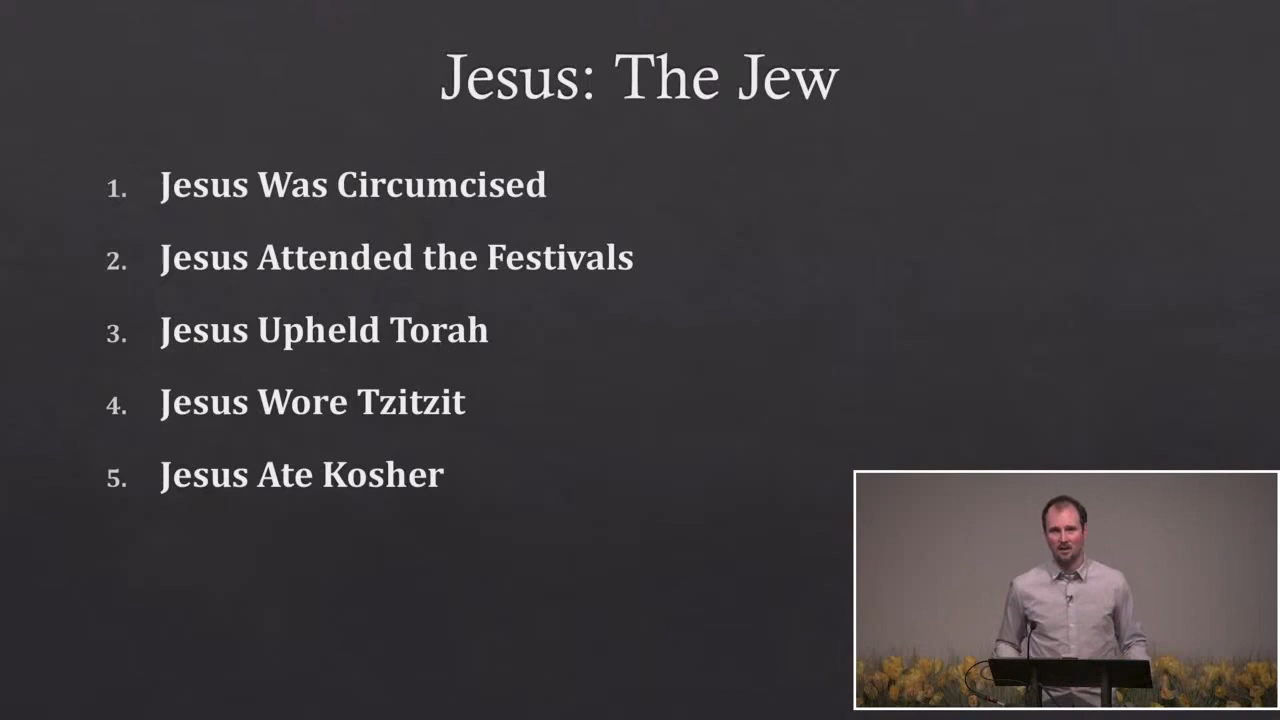 Jesus: The Jew
1. Jesus Was Circumcised
2. Jesus Attended the Festivals
3. Jesus Upheld Torah
4. Jesus Wore Tzitzit
5. Jesus Ate Kosher